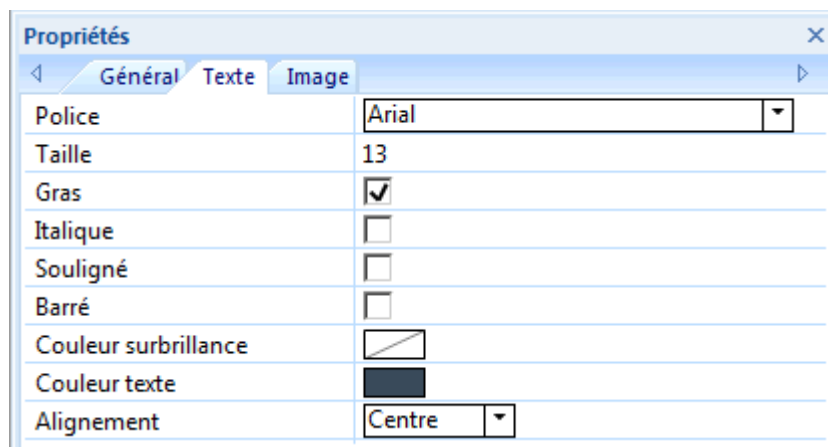 Propriétés
Général Texte Image
Police Arial
Taille 13
Gras
Italique
Souligné
Barré
Couleur surbrillance
Couleur texte
Alignement Centre